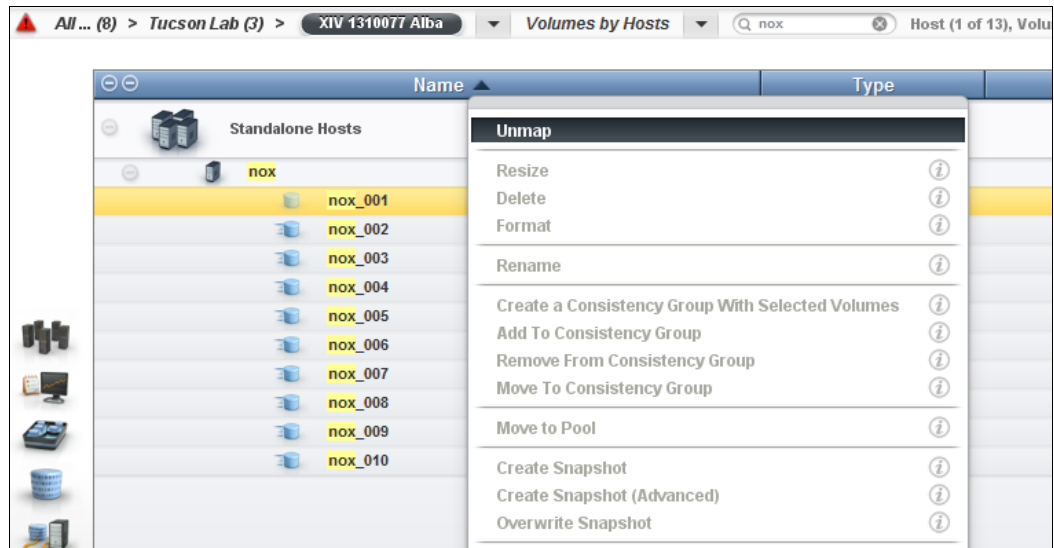 All ... (8) > Tucson Lab (3) > XIV 1310077 Alba Volumes by Hosts nox Host (1 of 13), Volu
Name Type
Standalone Hosts
Unmap
nox
Resize
nox_001
Delete
nox_002
Format
nox_003
Rename
nox_004
Create a Consistency Group With Selected Volumes
nox_005
Add To Consistency Group
nox_006
Remove From Consistency Group
nox_007
Move To Consistency Group
nox_008
nox_009
Move to Pool
nox_010
Create Snapshot
Create Snapshot (Advanced)
Overwrite Snapshot